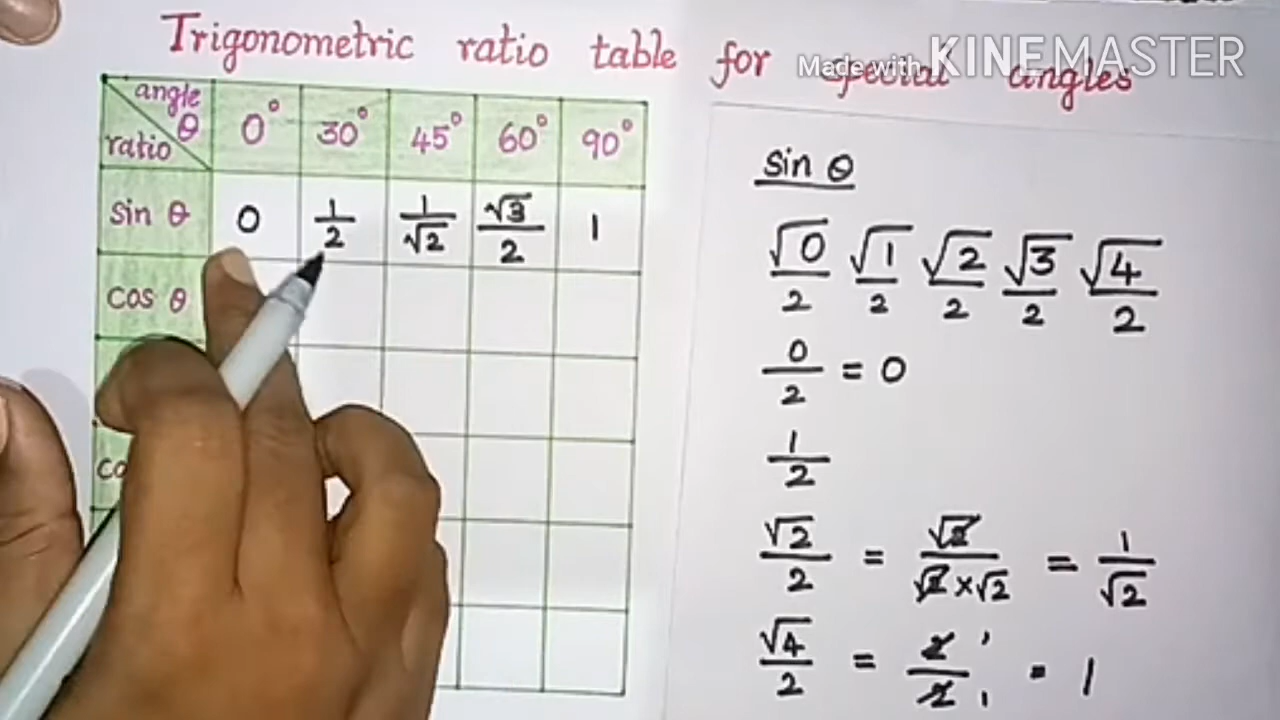 Trigonometric ratio table for special angles
Made with KINEMASTER
angle θ 0° 30° 45° 60° 90°
ratio
sin θ 0 1/2 1/√2 √3/2 1
cos θ
co
sin θ
√0/2 √1/2 √2/2 √3/2 √4/2
0/2 = 0
1/2
√2/2 = √2/(√2×√2) = 1/√2
√4/2 = 2/2 = 1